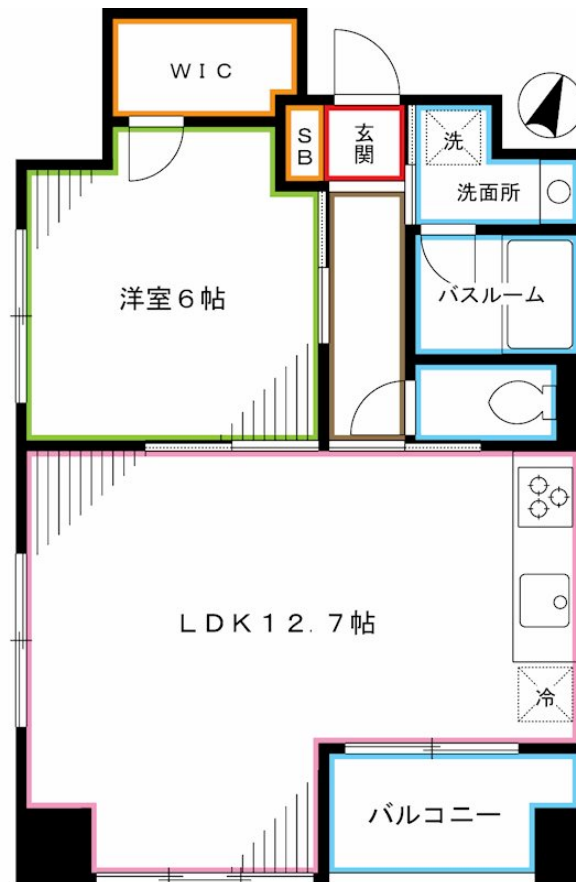 ＷＩＣ
ＳＢ
玄関
洗
洗面所
洋室６帖
バスルーム
ＬＤＫ１２.７帖
冷
バルコニー